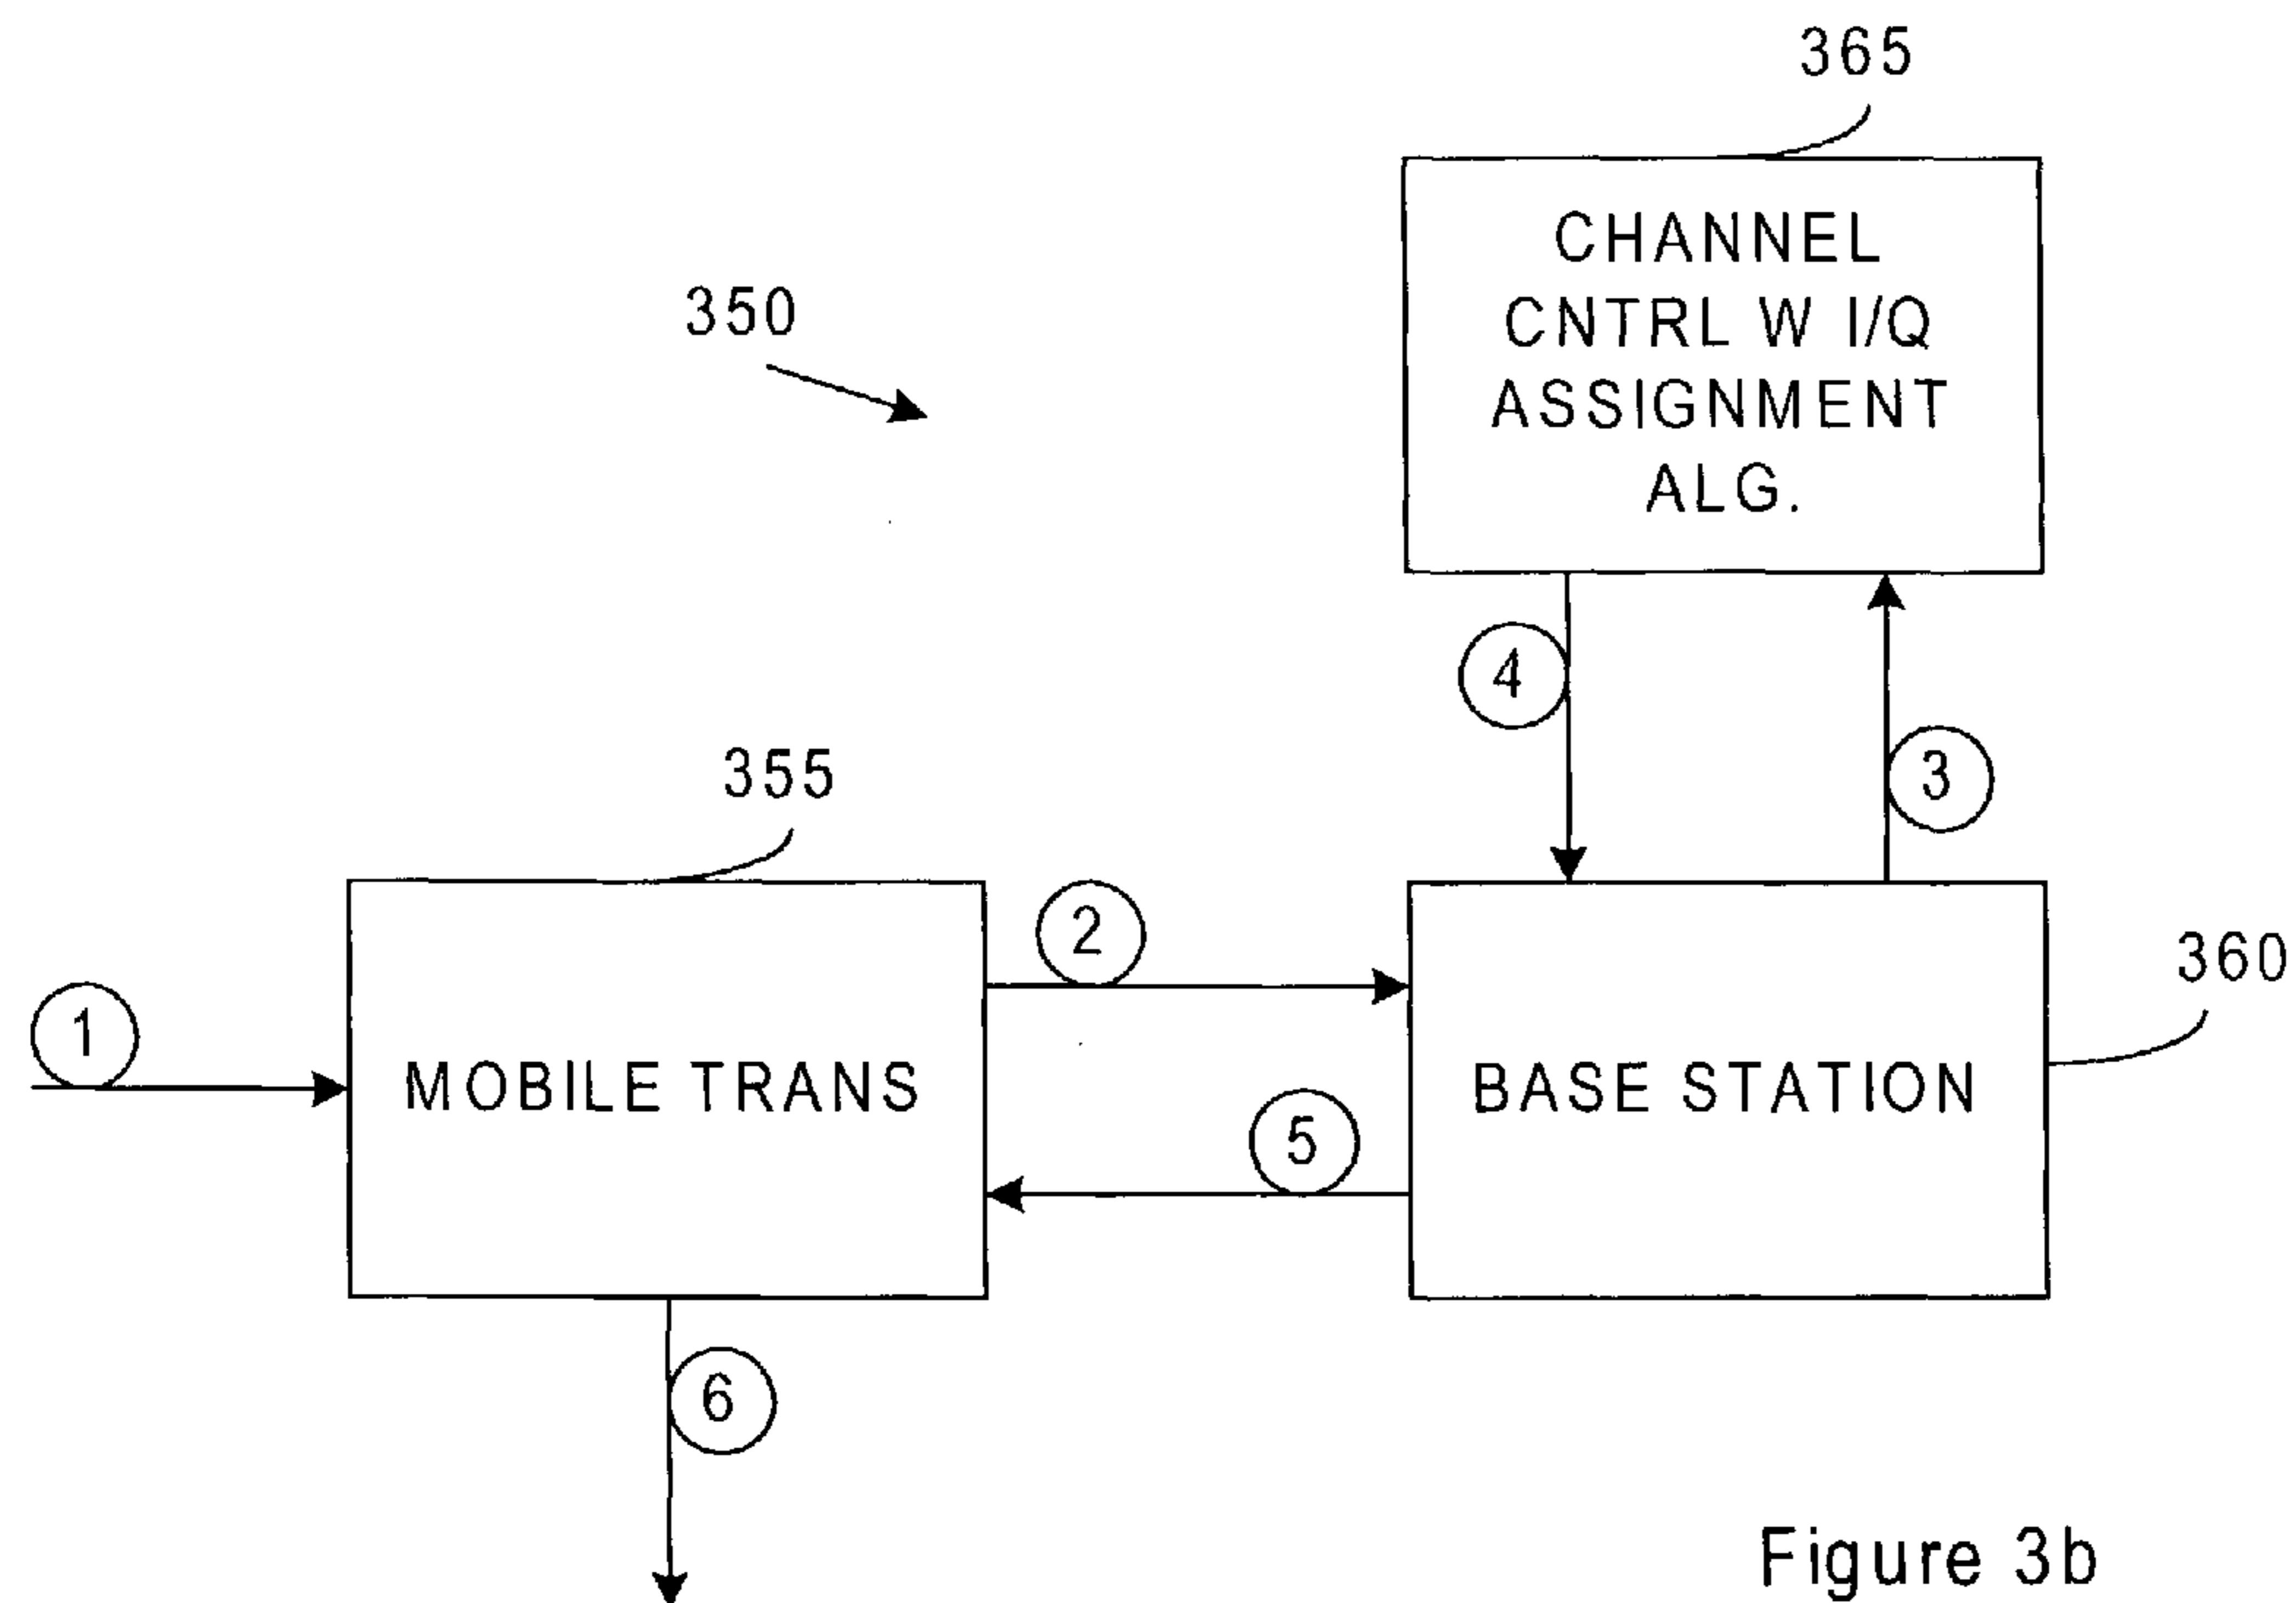 365
CHANNEL
CNTRL W I/Q
ASSIGNMENT
ALG.
350
4
3
355
2
360
1
MOBILE TRANS
BASE STATION
5
6
Figure 3b